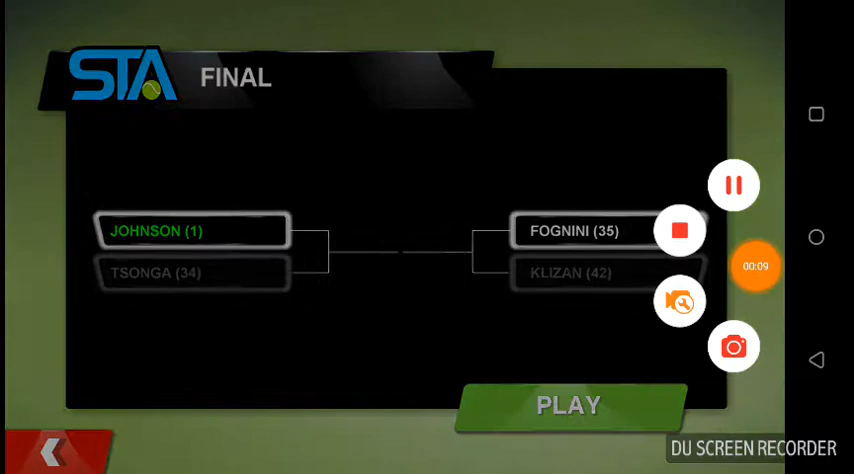 STA
FINAL
JOHNSON (1)
TSONGA (34)
FOGNINI (35)
KLIZAN (42)
00:09
PLAY
DU SCREEN RECORDER